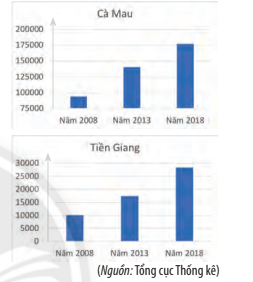 Cà Mau
200000
175000
150000
125000
100000
75000
Năm 2008 Năm 2013 Năm 2018
Tiền Giang
30000
25000
20000
15000
10000
5000
0
Năm 2008 Năm 2013 Năm 2018
(Nguồn: Tổng cục Thống kê)